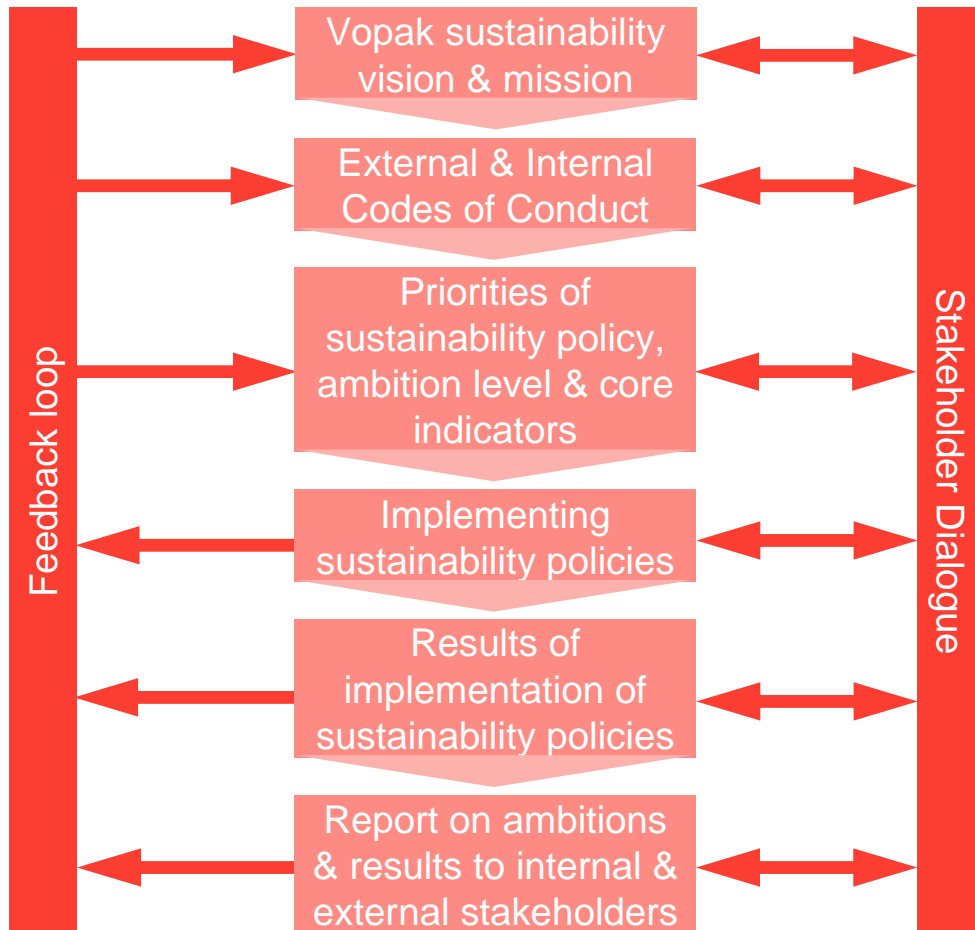 Feedback loop
Vopak sustainability
vision & mission
External & Internal
Codes of Conduct
Priorities of
sustainability policy,
ambition level & core
indicators
Implementing
sustainability policies
Results of
implementation of
sustainability policies
Report on ambitions
& results to internal &
external stakeholders
Stakeholder Dialogue